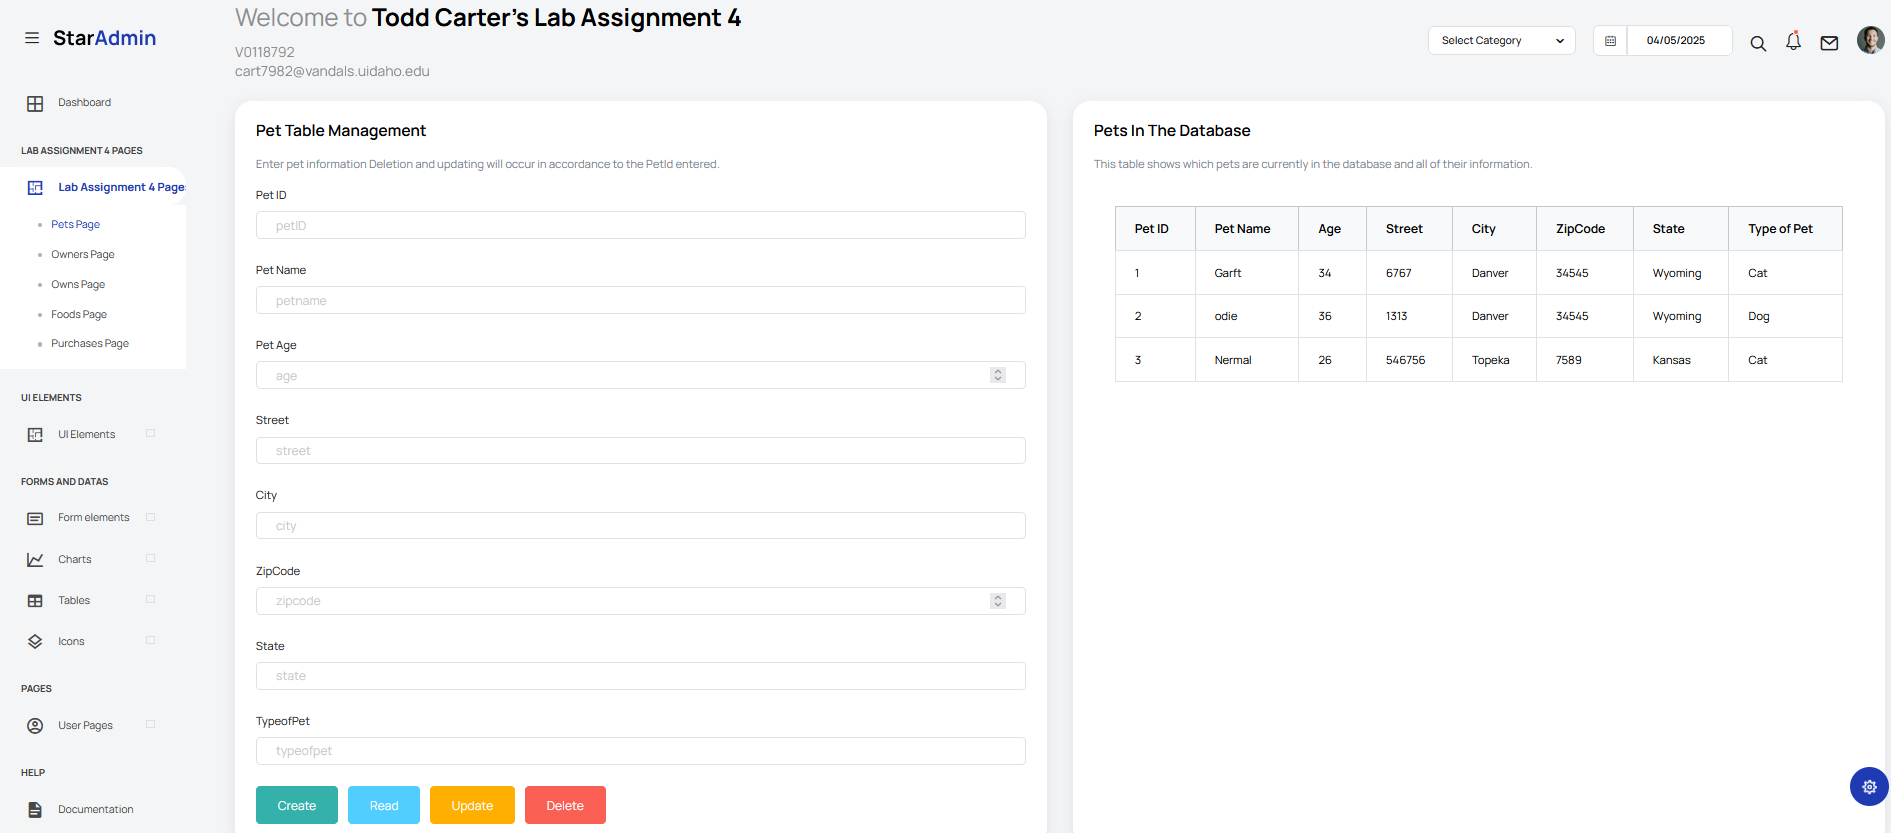 Welcome to Todd Carter's Lab Assignment 4
StarAdmin
V0118792
cart7982@vandals.uidaho.edu
Select Category
04/05/2025
Dashboard
LAB ASSIGNMENT 4 PAGES
Lab Assignment 4 Page
Pets Page
Owners Page
Owns Page
Foods Page
Purchases Page
UI ELEMENTS
UI Elements
FORMS AND DATAS
Form elements
Charts
Tables
Icons
PAGES
User Pages
HELP
Documentation
Pet Table Management
Enter pet information Deletion and updating will occur in accordance to the PetId entered.
Pet ID
petID
Pet Name
petname
Pet Age
age
Street
street
City
city
ZipCode
zipcode
State
state
TypeofPet
typeofpet
Create Read Update Delete
Pets In The Database
This table shows which pets are currently in the database and all of their information.
Pet ID Pet Name Age Street City ZipCode State Type of Pet
1 Garft 34 6767 Danver 34545 Wyoming Cat
2 odie 36 1313 Danver 34545 Wyoming Dog
3 Nermal 26 546756 Topeka 7589 Kansas Cat